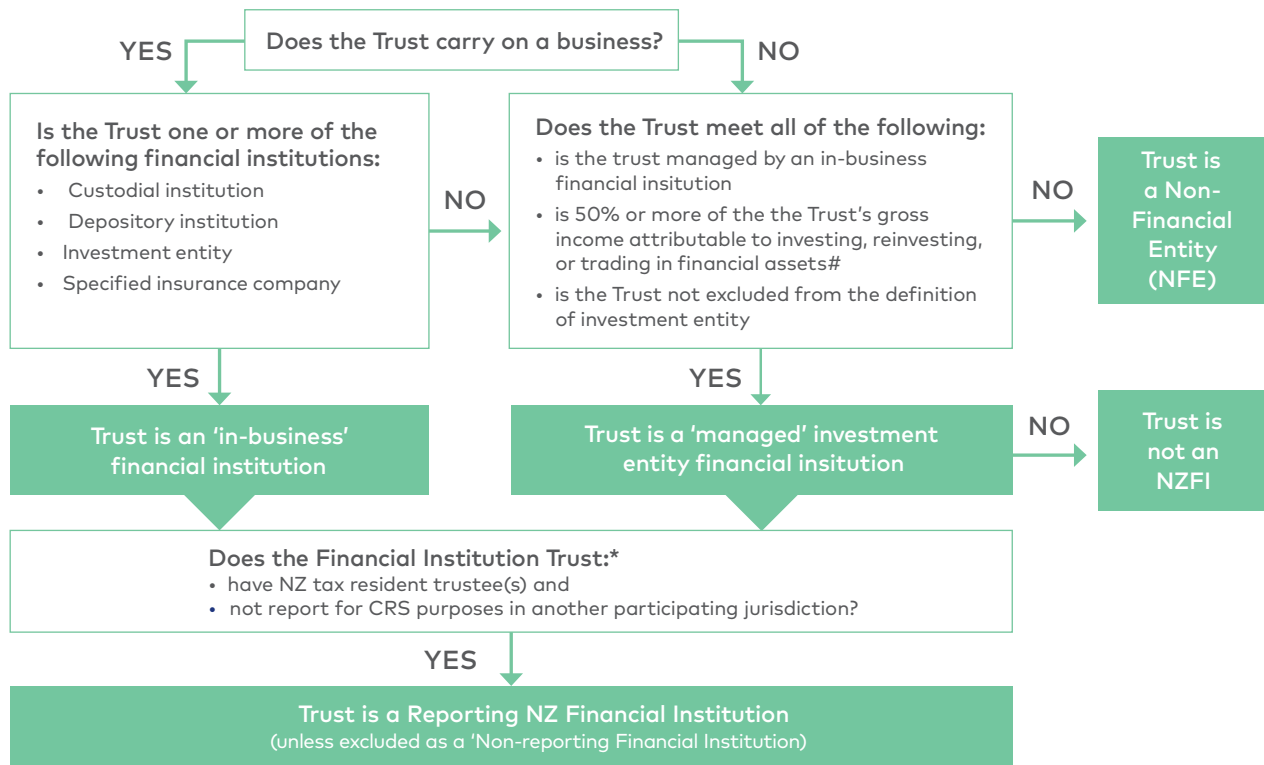 Does the Trust carry on a business?
YES
NO
Is the Trust one or more of the
following financial institutions:
• Custodial institution
• Depository institution
• Investment entity
• Specified insurance company
NO
Does the Trust meet all of the following:
• is the trust managed by an in-business
financial insitution
• is 50% or more of the the Trust's gross
income attributable to investing, reinvesting,
or trading in financial assets#
• is the Trust not excluded from the definition
of investment entity
NO
Trust is
a Non-
Financial
Entity
(NFE)
YES
YES
Trust is an ‘in-business’
financial institution
Trust is a ‘managed’ investment
entity financial insitution
NO
Trust is
not an
NZFI
Does the Financial Institution Trust:*
• have NZ tax resident trustee(s) and
• not report for CRS purposes in another participating jurisdiction?
YES
Trust is a Reporting NZ Financial Institution
(unless excluded as a ‘Non-reporting Financial Institution)